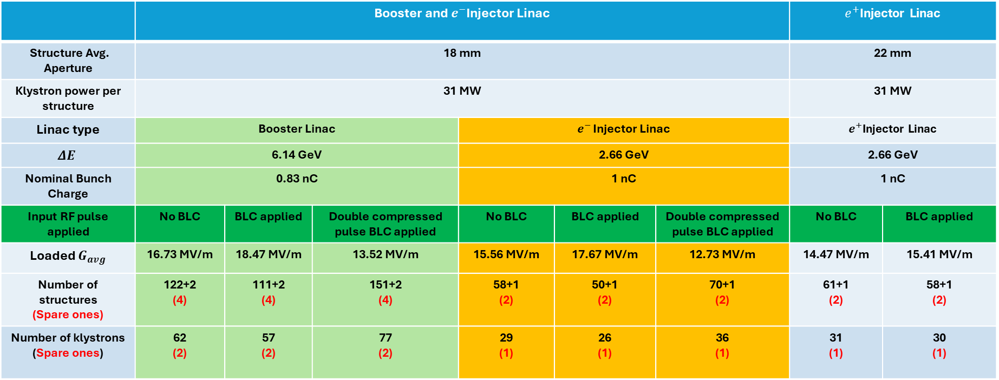 Booster and e⁻ Injector Linac
e⁺Injector Linac
Structure Avg.
Aperture
18 mm
22 mm
Klystron power per
structure
31 MW
31 MW
Linac type
Booster Linac
e⁻ Injector Linac
e⁺Injector Linac
ΔE
6.14 GeV
2.66 GeV
2.66 GeV
Nominal Bunch
Charge
0.83 nC
1 nC
1 nC
Input RF pulse
applied
No BLC
BLC applied
Double compressed
pulse BLC applied
No BLC
BLC applied
Double compressed
pulse BLC applied
No BLC
BLC applied
Loaded G_avg
16.73 MV/m
18.47 MV/m
13.52 MV/m
15.56 MV/m
17.67 MV/m
12.73 MV/m
14.47 MV/m
15.41 MV/m
Number of
structures
(Spare ones)
122+2
(4)
111+2
(4)
151+2
(4)
58+1
(2)
50+1
(2)
70+1
(2)
61+1
(2)
58+1
(2)
Number of klystrons
(Spare ones)
62
(2)
57
(2)
77
(2)
29
(1)
26
(1)
36
(1)
31
(1)
30
(1)